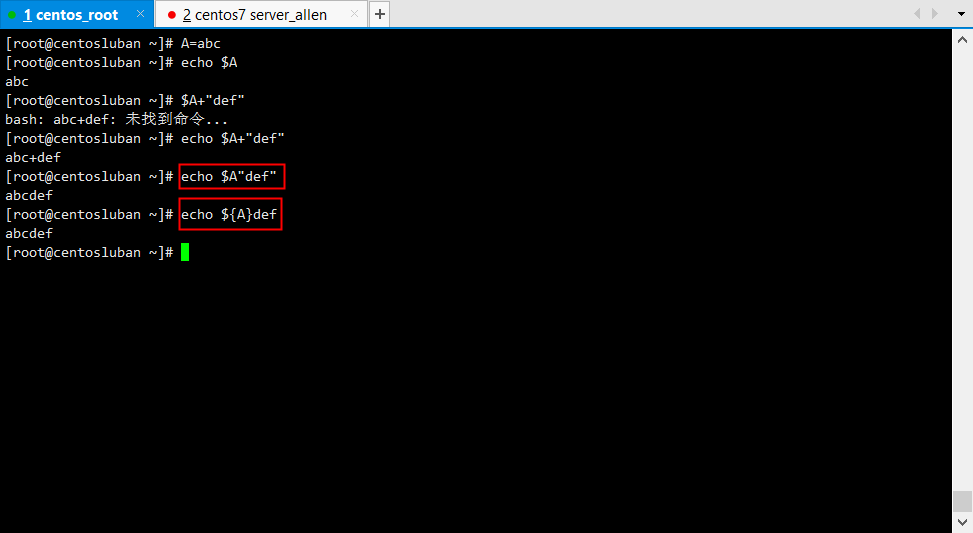 1 centos_root × 2 centos7 server_allen × +
[root@centosluban ~]# A=abc
[root@centosluban ~]# echo $A
abc
[root@centosluban ~]# $A+"def"
bash: abc+def: 未找到命令...
[root@centosluban ~]# echo $A+"def"
abc+def
[root@centosluban ~]# echo $A"def"
abcdef
[root@centosluban ~]# echo ${A}def
abcdef
[root@centosluban ~]#